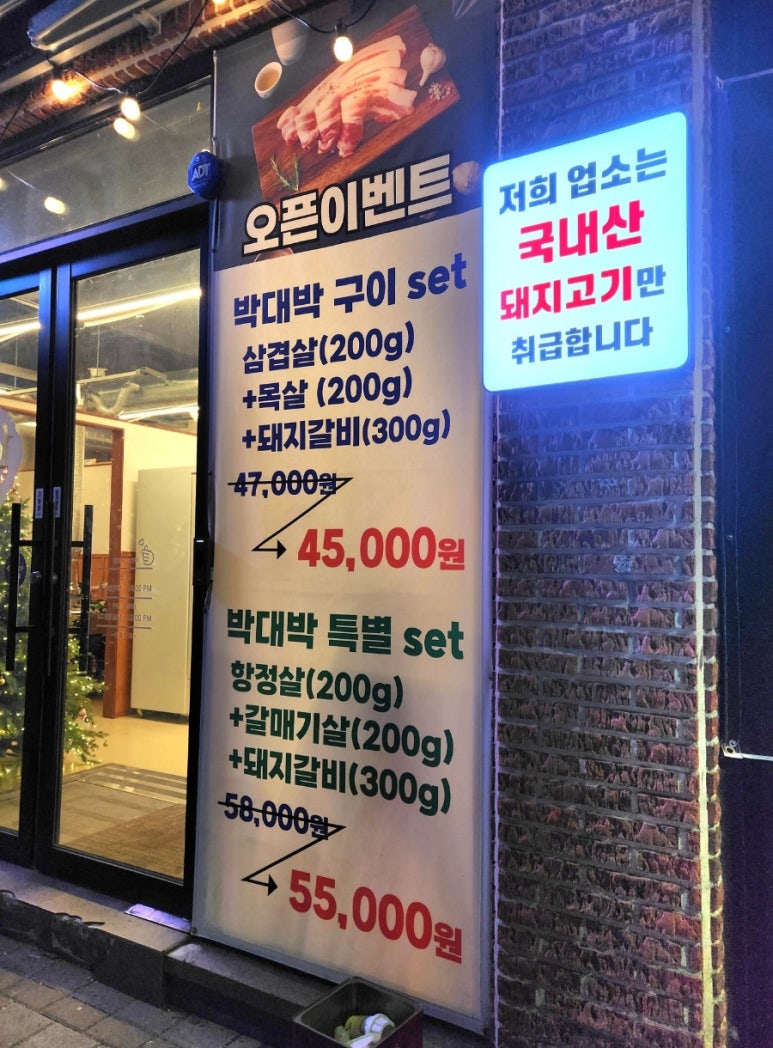 ADT
오픈이벤트
박대박 구이 set
삼겹살(200g)
+목살 (200g)
+돼지갈비(300g)
47,000원
45,000원
박대박 특별 set
항정살(200g)
+갈매기살(200g)
+돼지갈비(300g)
58,000원
55,000원
저희 업소는
국내산
돼지고기만
취급합니다